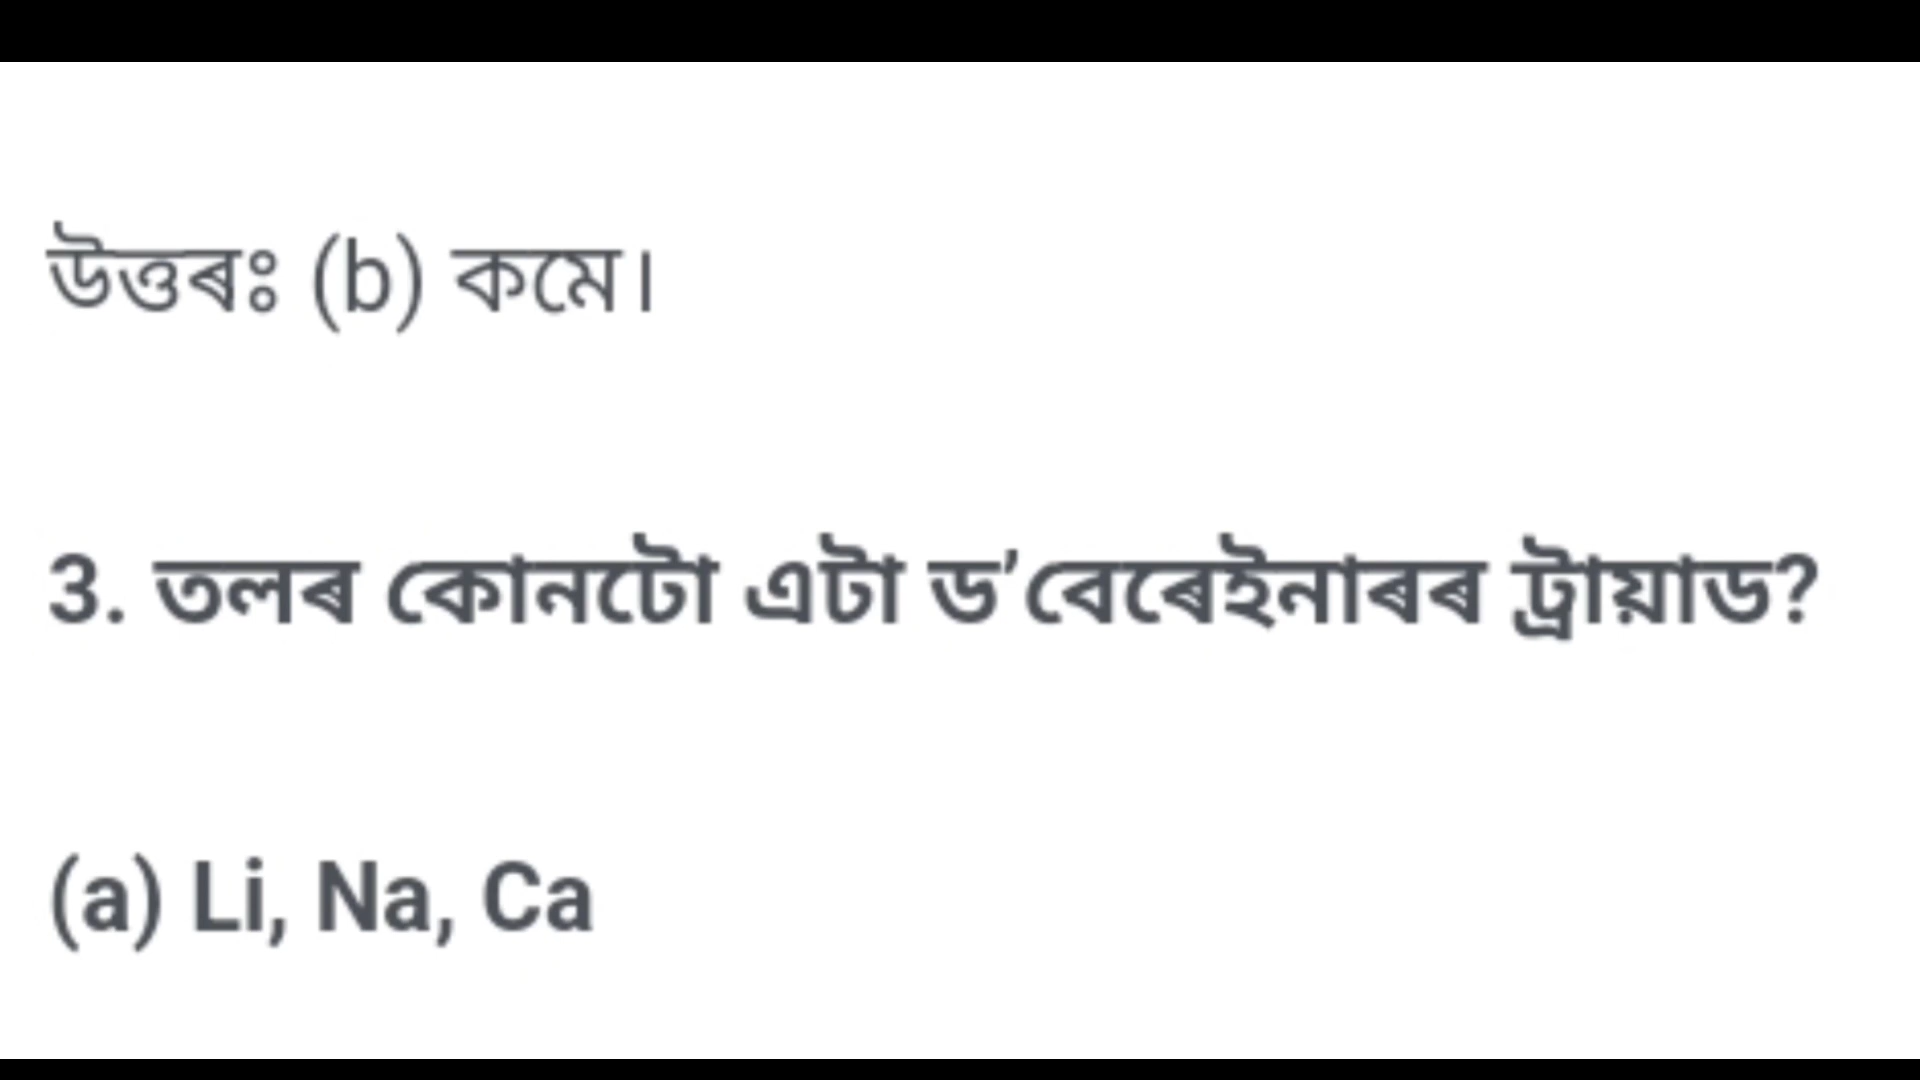 উত্তৰঃ (b) কমে।
3. তলৰ কোনটো এটা ড’বেৰেইনাৰৰ ট্ৰায়াড?
(a) Li, Na, Ca